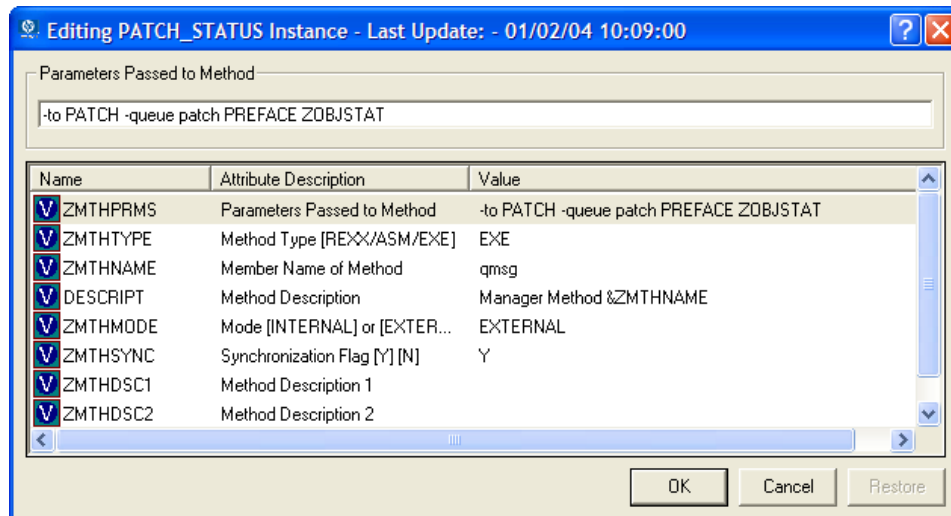 Editing PATCH_STATUS Instance - Last Update: - 01/02/04 10:09:00
Parameters Passed to Method
-to PATCH -queue patch PREFACE ZOBJSTAT
Name Attribute Description Value
V ZMTHPRMS Parameters Passed to Method -to PATCH -queue patch PREFACE ZOBJSTAT
V ZMTHTYPE Method Type [REXX/ASM/EXE] EXE
V ZMTHNAME Member Name of Method qmsg
V DESCRIPT Method Description Manager Method &ZMTHNAME
V ZMTHMODE Mode [INTERNAL] or [EXTER... EXTERNAL
V ZMTHSYNC Synchronization Flag [Y] [N] Y
V ZMTHDSC1 Method Description 1
V ZMTHDSC2 Method Description 2
OK Cancel Restore